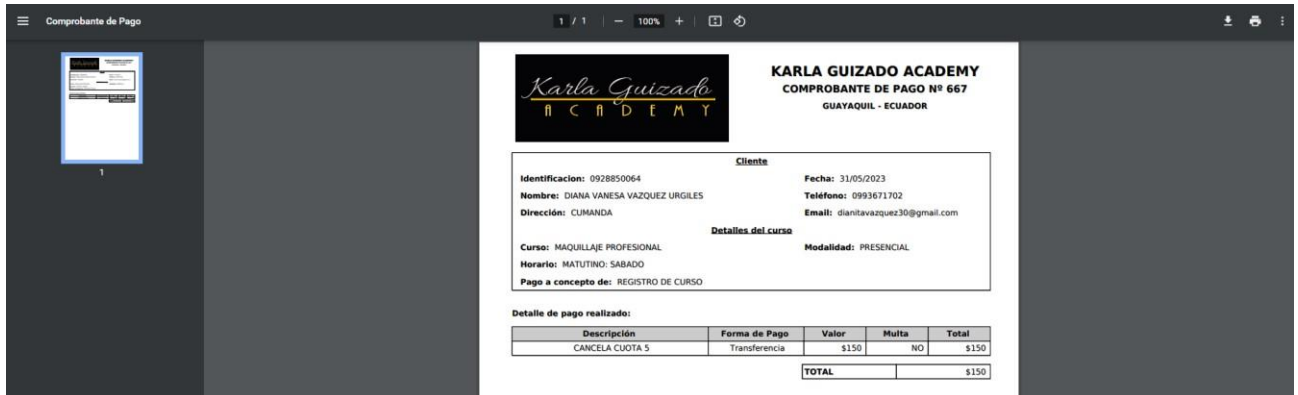 Comprobante de Pago
1 / 1
100%
1
Karla Guizado
ACADEMY
KARLA GUIZADO ACADEMY
COMPROBANTE DE PAGO Nº 667
GUAYAQUIL - ECUADOR
Cliente
Identificacion: 0928850064
Fecha: 31/05/2023
Nombre: DIANA VANESA VAZQUEZ URGILES
Teléfono: 0993671702
Dirección: CUMANDA
Email: dianitavazquez30@gmail.com
Detalles del curso
Curso: MAQUILLAJE PROFESIONAL
Modalidad: PRESENCIAL
Horario: MATUTINO: SABADO
Pago a concepto de: REGISTRO DE CURSO
Detalle de pago realizado:
Descripción Forma de Pago Valor Multa Total
CANCELA CUOTA 5 Transferencia $150 NO $150
TOTAL $150